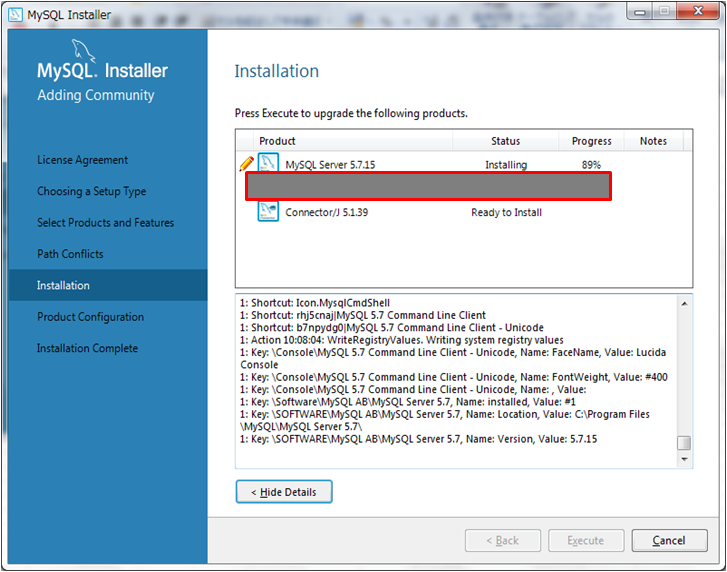 MySQL Installer
MySQL. Installer
Adding Community
License Agreement
Choosing a Setup Type
Select Products and Features
Path Conflicts
Installation
Product Configuration
Installation Complete
Installation
Press Execute to upgrade the following products.
Product Status Progress Notes
MySQL Server 5.7.15 Installing 89%
Connector/J 5.1.39 Ready to Install
1: Shortcut: Icon.MysqlCmdShell
1: Shortcut: rhj5cnaj|MySQL 5.7 Command Line Client
1: Shortcut: b7npydg0|MySQL 5.7 Command Line Client - Unicode
1: Action 10:08:04: WriteRegistryValues. Writing system registry values
1: Key: \Console\MySQL 5.7 Command Line Client - Unicode, Name: FaceName, Value: Lucida
Console
1: Key: \Console\MySQL 5.7 Command Line Client - Unicode, Name: FontWeight, Value: #400
1: Key: \Console\MySQL 5.7 Command Line Client - Unicode, Name: , Value:
1: Key: \Software\MySQL AB\MySQL Server 5.7, Name: installed, Value: #1
1: Key: \SOFTWARE\MySQL AB\MySQL Server 5.7, Name: Location, Value: C:\Program Files
\MySQL\MySQL Server 5.7\
1: Key: \SOFTWARE\MySQL AB\MySQL Server 5.7, Name: Version, Value: 5.7.15
< Hide Details
< Back
Execute
Cancel